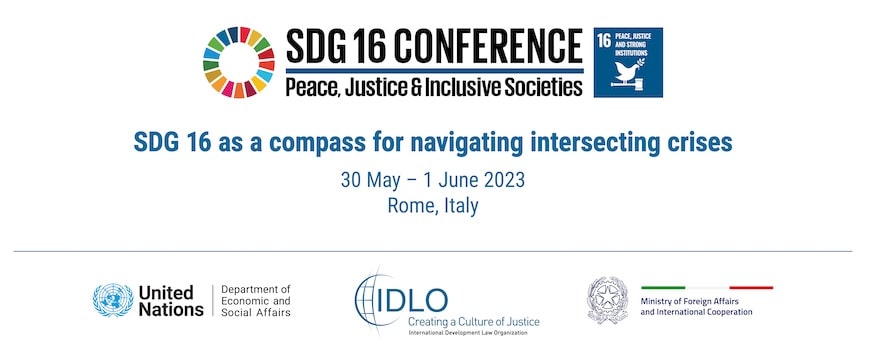 SDG 16 CONFERENCE
Peace, Justice & Inclusive Societies
16 PEACE, JUSTICE
AND STRONG
INSTITUTIONS
SDG 16 as a compass for navigating intersecting crises
30 May – 1 June 2023
Rome, Italy
United
Nations
Department of
Economic and
Social Affairs
IDLO
Creating a Culture of Justice
International Development Law Organization
Ministry of Foreign Affairs
and International Cooperation